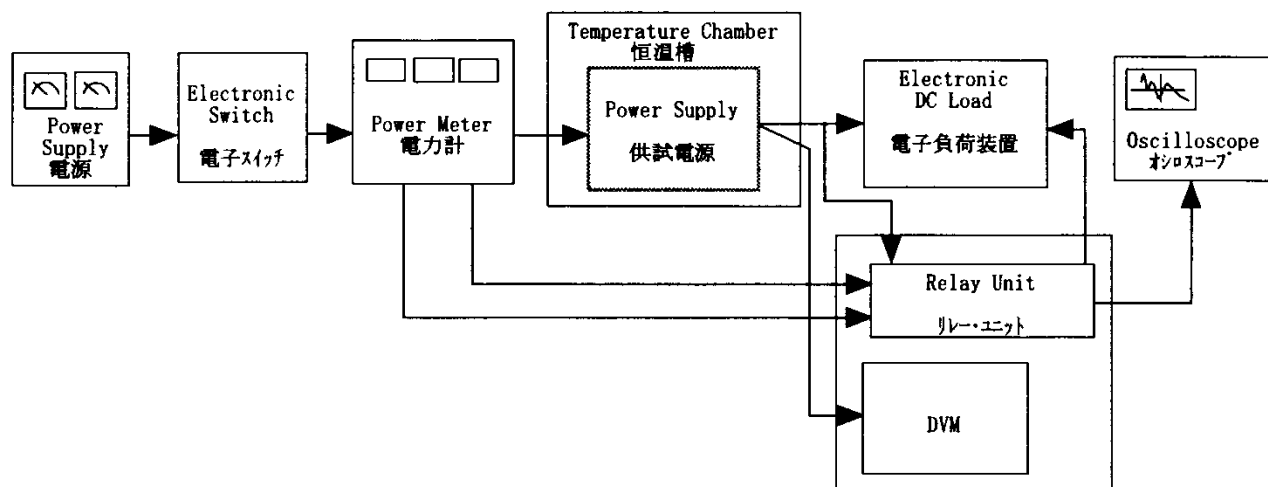 Power
Supply
電源
Electronic
Switch
電子スイッチ
Power Meter
電力計
Temperature Chamber
恒温槽
Power Supply
供試電源
Electronic
DC Load
電子負荷装置
Oscilloscope
ｵｼﾛｽｺｰﾌﾟ
Relay Unit
ﾘﾚｰ・ﾕﾆｯﾄ
DVM